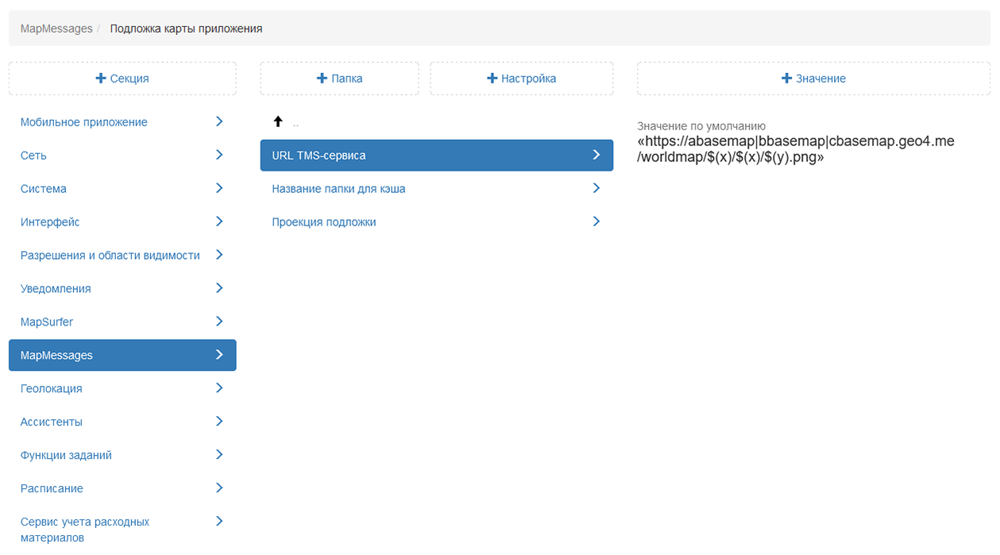 MapMessages / Подложка карты приложения
Секция
Папка
Настройка
Значение
Мобильное приложение
Сеть
Система
Интерфейс
Разрешения и области видимости
Уведомления
MapSurfer
MapMessages
Геолокация
Ассистенты
Функции заданий
Расписание
Сервис учета расходных
материалов
..
URL TMS-сервиса
Название папки для кэша
Проекция подложки
Значение по умолчанию
«https://abasemap|bbasemap|cbasemap.geo4.me
/worldmap/$(x)/$(x)/$(y).png»